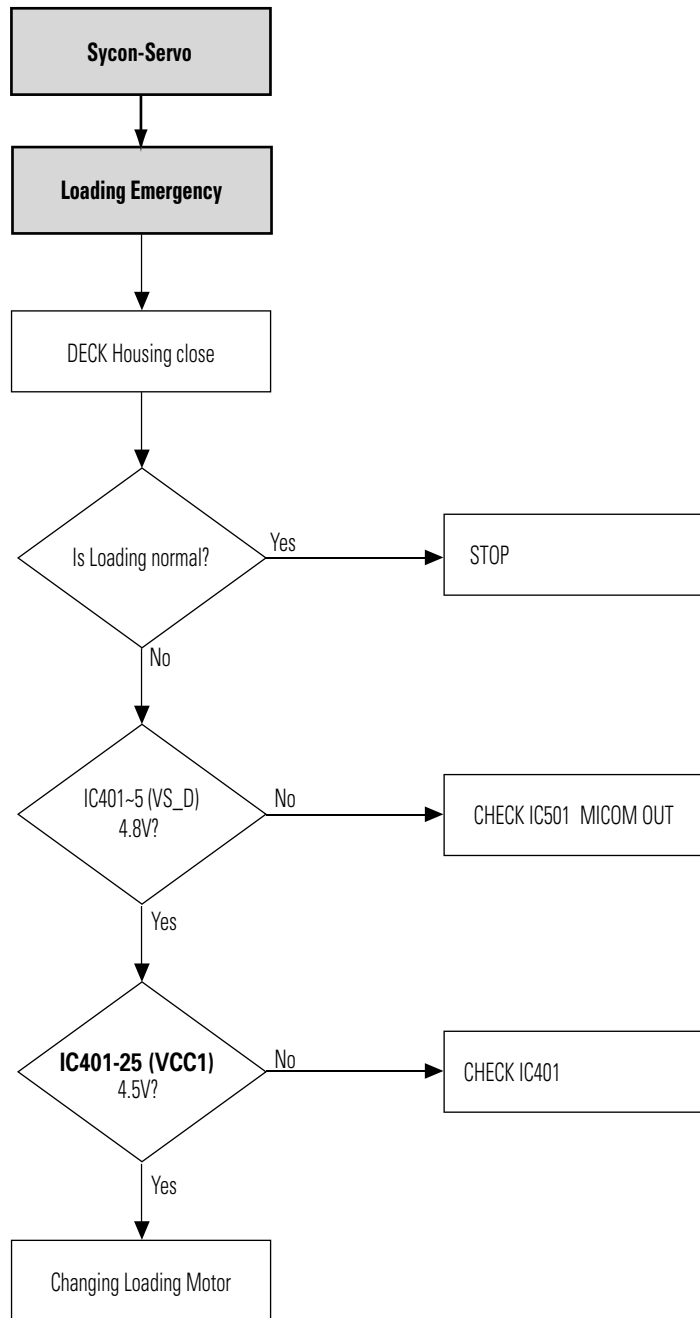 Sycon-Servo
Loading Emergency
DECK Housing close
Is Loading normal?
Yes
STOP
No
IC401~5 (VS_D)
4.8V?
No
CHECK IC501 MICOM OUT
Yes
IC401-25 (VCC1)
4.5V?
No
CHECK IC401
Yes
Changing Loading Motor